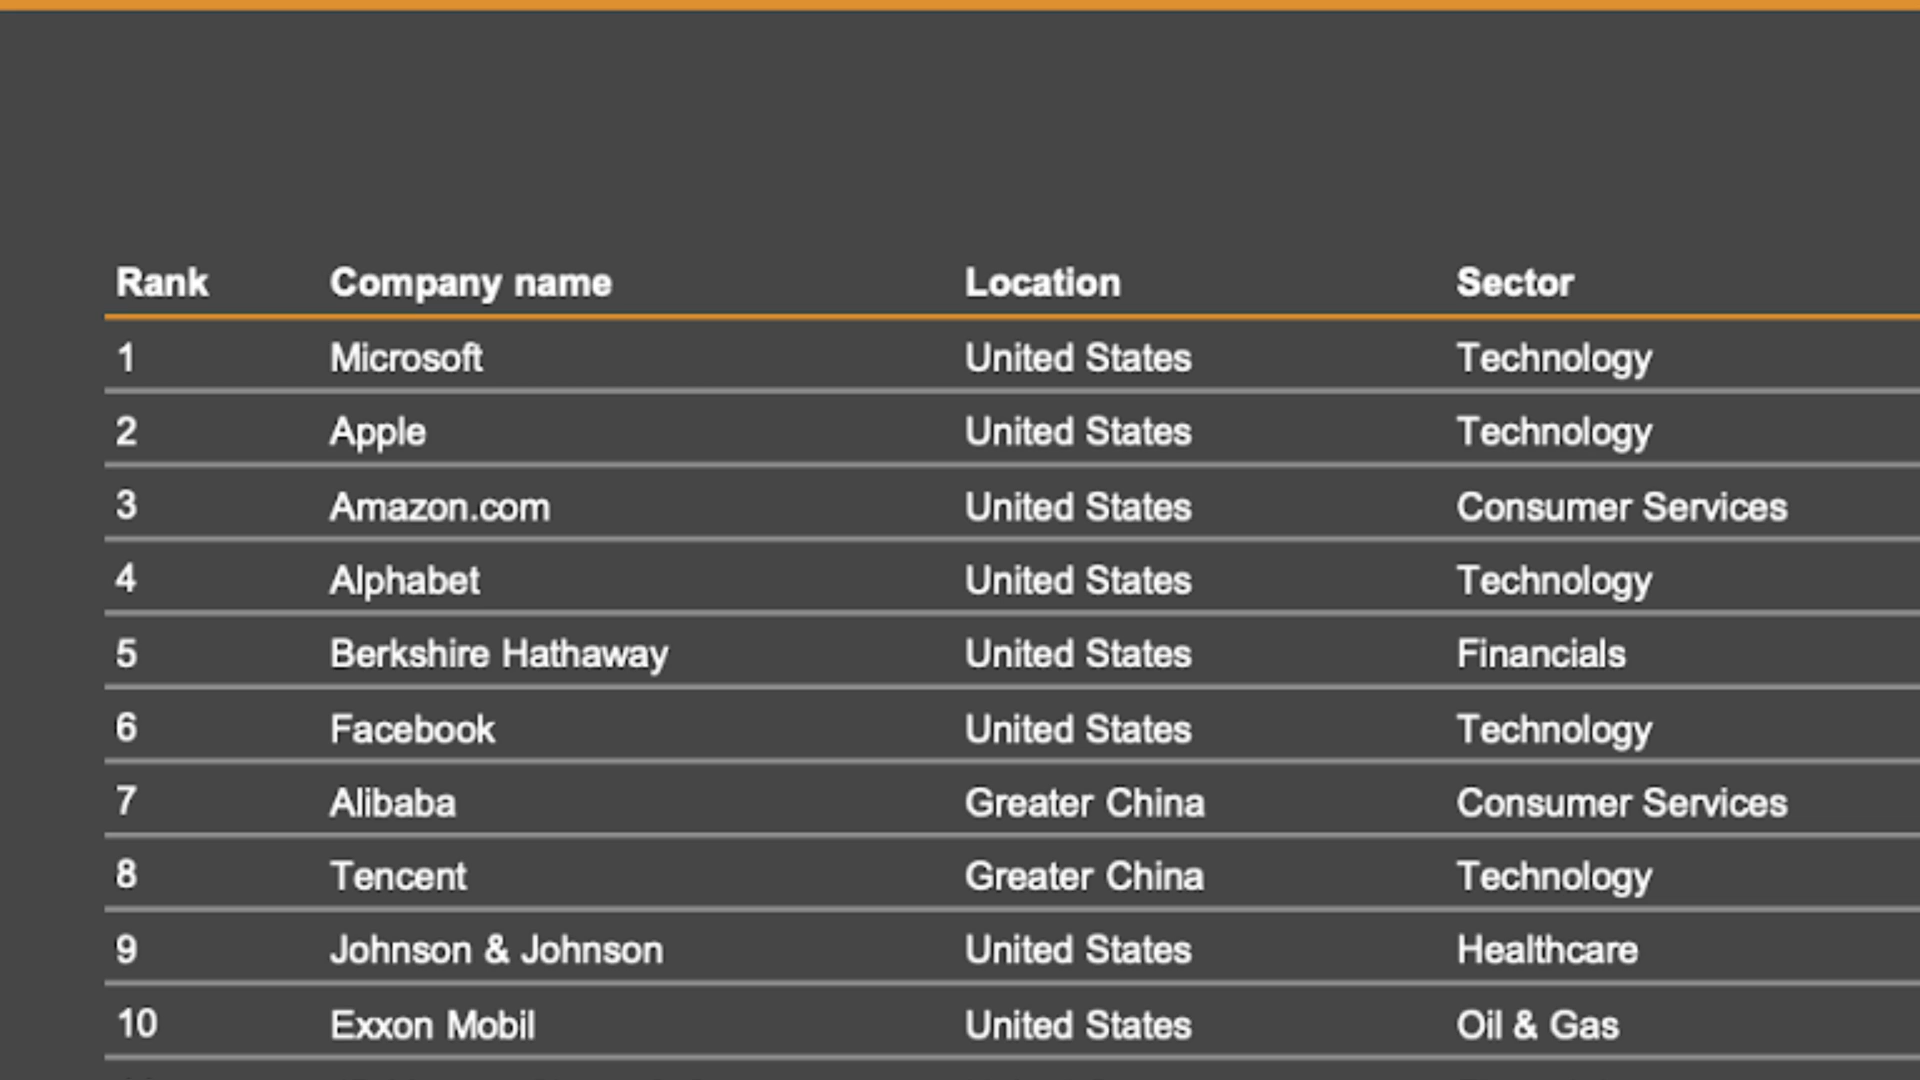 Rank Company name Location Sector
1 Microsoft United States Technology
2 Apple United States Technology
3 Amazon.com United States Consumer Services
4 Alphabet United States Technology
5 Berkshire Hathaway United States Financials
6 Facebook United States Technology
7 Alibaba Greater China Consumer Services
8 Tencent Greater China Technology
9 Johnson & Johnson United States Healthcare
10 Exxon Mobil United States Oil & Gas